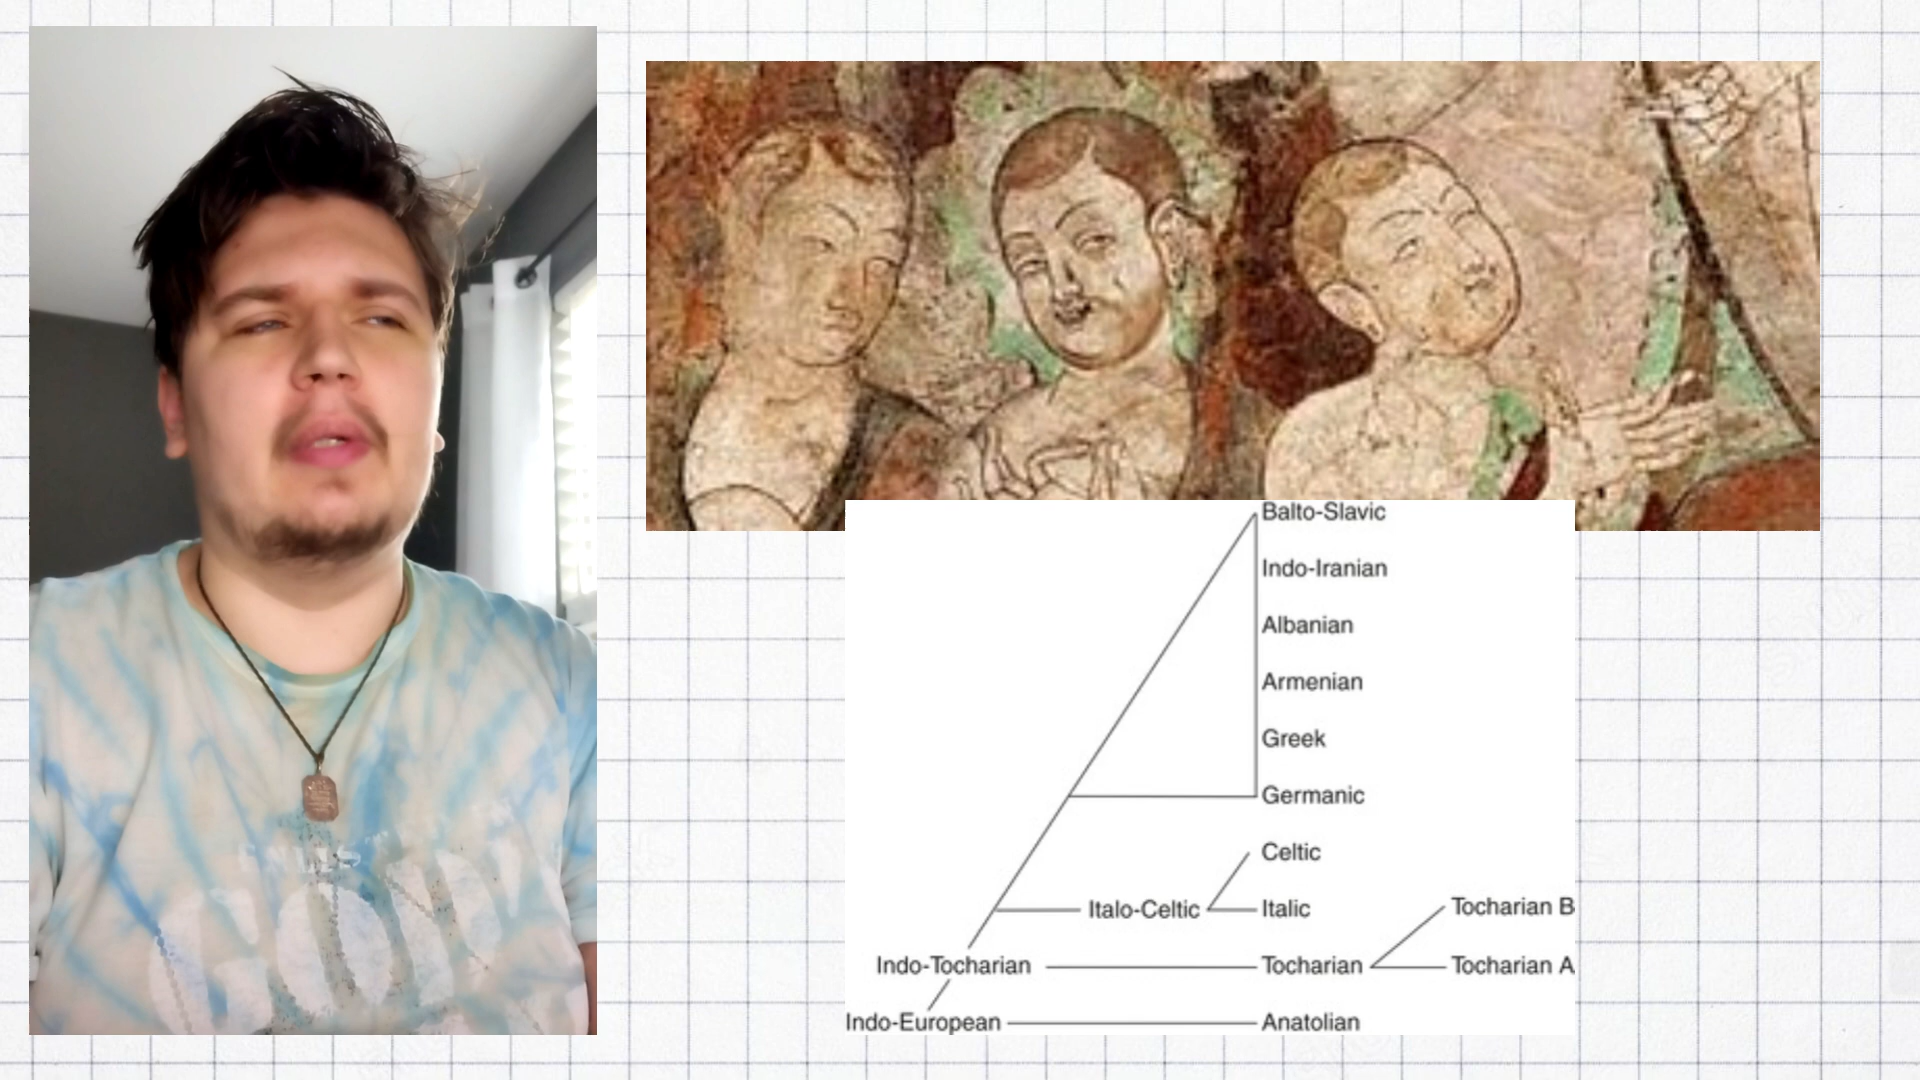 Balto-Slavic
Indo-Iranian
Albanian
Armenian
Greek
Germanic
Celtic
Italo-Celtic
Italic
Tocharian B
Indo-Tocharian
Tocharian
Tocharian A
Indo-European
Anatolian